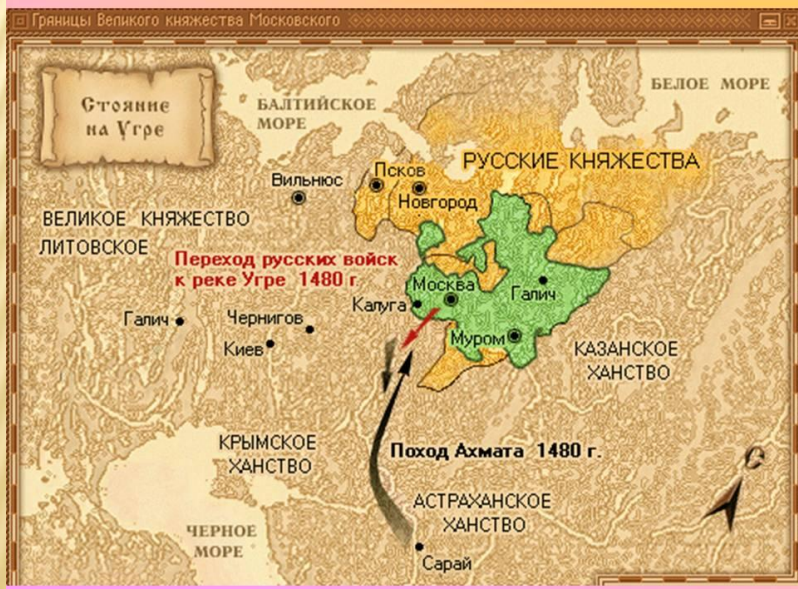 Границы Великого княжества Московского
Стояние
на Угре
БАЛТИЙСКОЕ
МОРЕ
БЕЛОЕ МОРЕ
РУССКИЕ КНЯЖЕСТВА
Псков
Вильнюс
Новгород
ВЕЛИКОЕ КНЯЖЕСТВО
ЛИТОВСКОЕ
Переход русских войск
к реке Угре 1480 г
Москва
Калуга
Галич
Галич
Чернигов
Киев
Муром
КАЗАНСКОЕ
ХАНСТВО
КРЫМСКОЕ
ХАНСТВО
Поход Ахмата 1480 г.
С
АСТРАХАНСКОЕ
ХАНСТВО
ЧЕРНОЕ
МОРЕ
Сарай